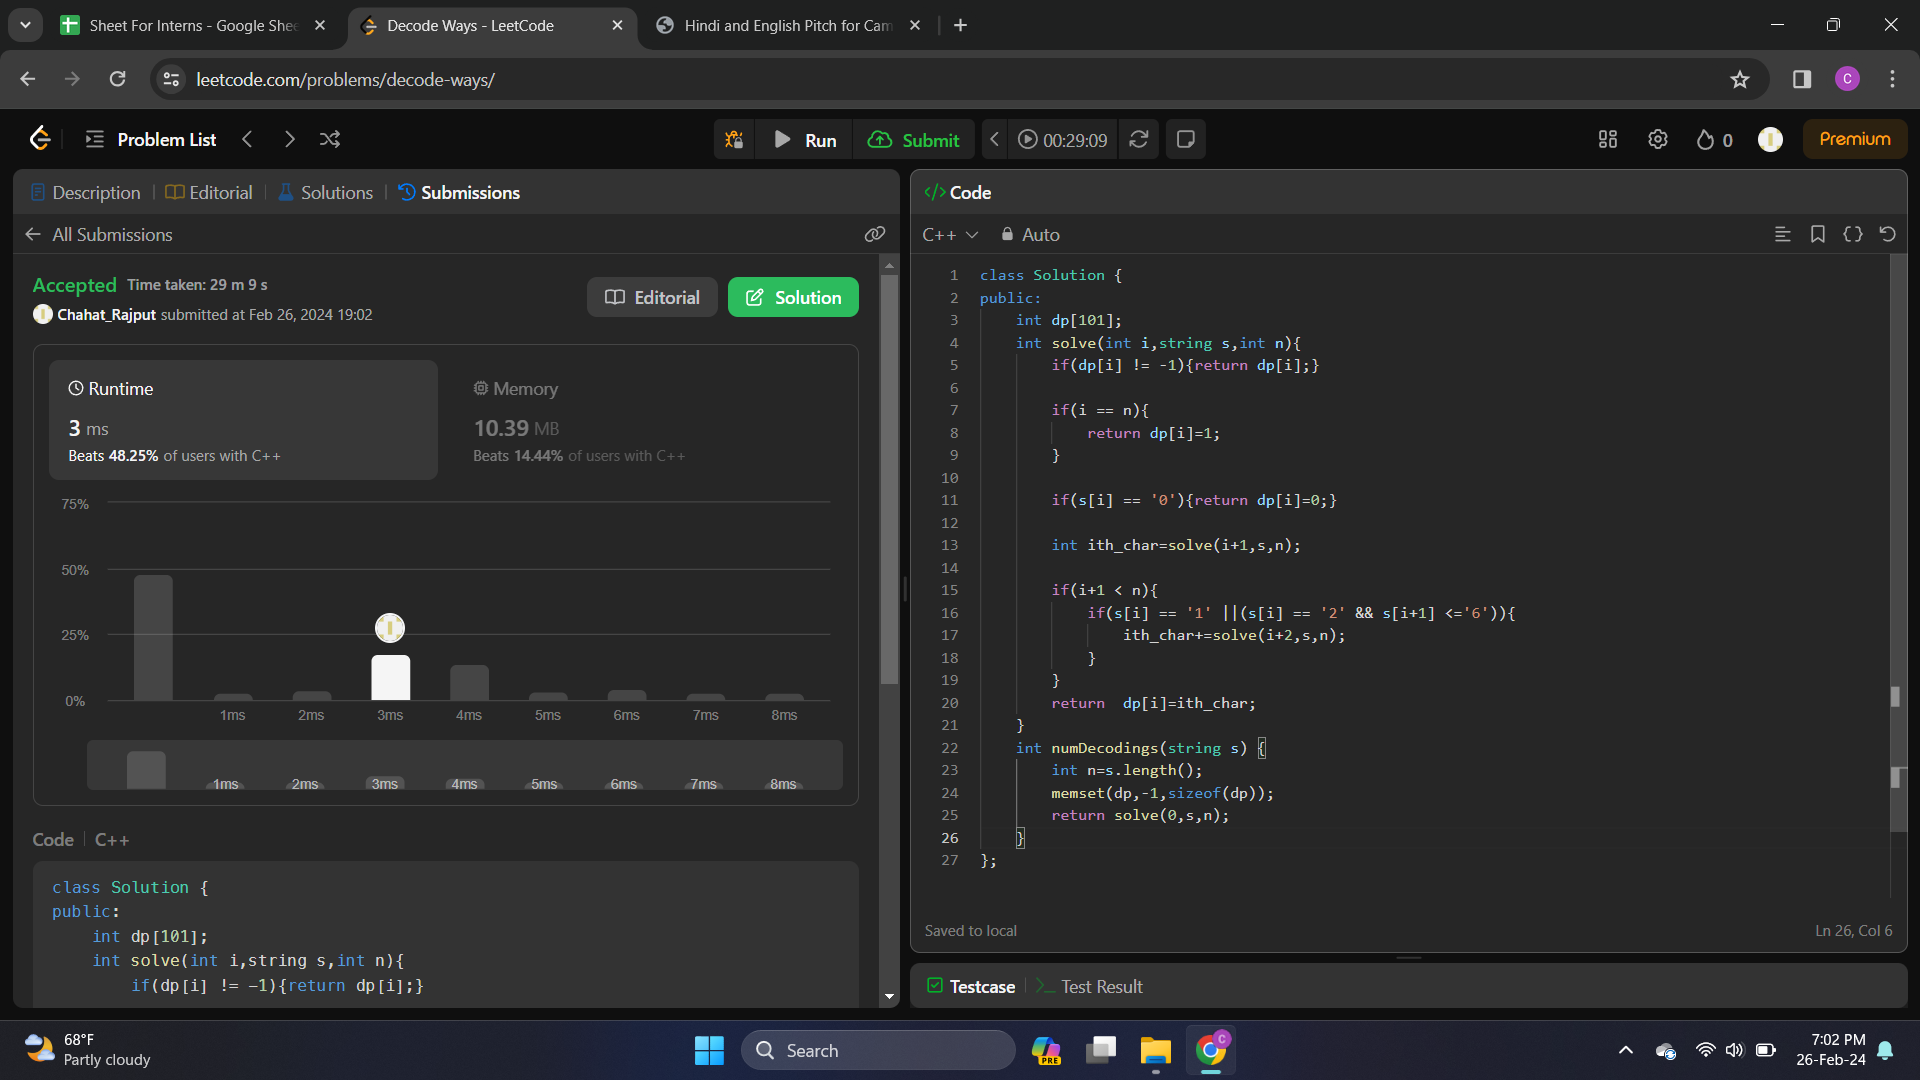 Sheet For Interns - Google She
Decode Ways - LeetCode
Hindi and English Pitch for Cam
leetcode.com/problems/decode-ways/
C
Problem List
Run
Submit
00:29:09
0
Premium
Description
Editorial
Solutions
Submissions
</> Code
All Submissions
C++
Auto
Accepted Time taken: 29 m 9 s
Chahat_Rajput submitted at Feb 26, 2024 19:02
Editorial
Solution
Runtime
3 ms
Beats 48.25% of users with C++
Memory
10.39 MB
Beats 14.44% of users with C++
75%
50%
25%
0%
1ms 2ms 3ms 4ms 5ms 6ms 7ms 8ms
1ms 2ms 3ms 4ms 5ms 6ms 7ms 8ms
Code C++
class Solution {
public:
int dp[101];
int solve(int i,string s,int n){
if(dp[i] != -1){return dp[i];}
1 class Solution {
2 public:
3 int dp[101];
4 int solve(int i,string s,int n){
5 if(dp[i] != -1){return dp[i];}
6
7 if(i == n){
8 return dp[i]=1;
9 }
10
11 if(s[i] == '0'){return dp[i]=0;}
12
13 int ith_char=solve(i+1,s,n);
14
15 if(i+1 < n){
16 if(s[i] == '1' ||(s[i] == '2' && s[i+1] <='6')){
17 ith_char+=solve(i+2,s,n);
18 }
19 }
20 return  dp[i]=ith_char;
21 }
22 int numDecodings(string s) {
23 int n=s.length();
24 memset(dp,-1,sizeof(dp));
25 return solve(0,s,n);
26 }
27 };
Saved to local
Ln 26, Col 6
Testcase
Test Result
68°F
Partly cloudy
Search
PRE
C
7:02 PM
26-Feb-24